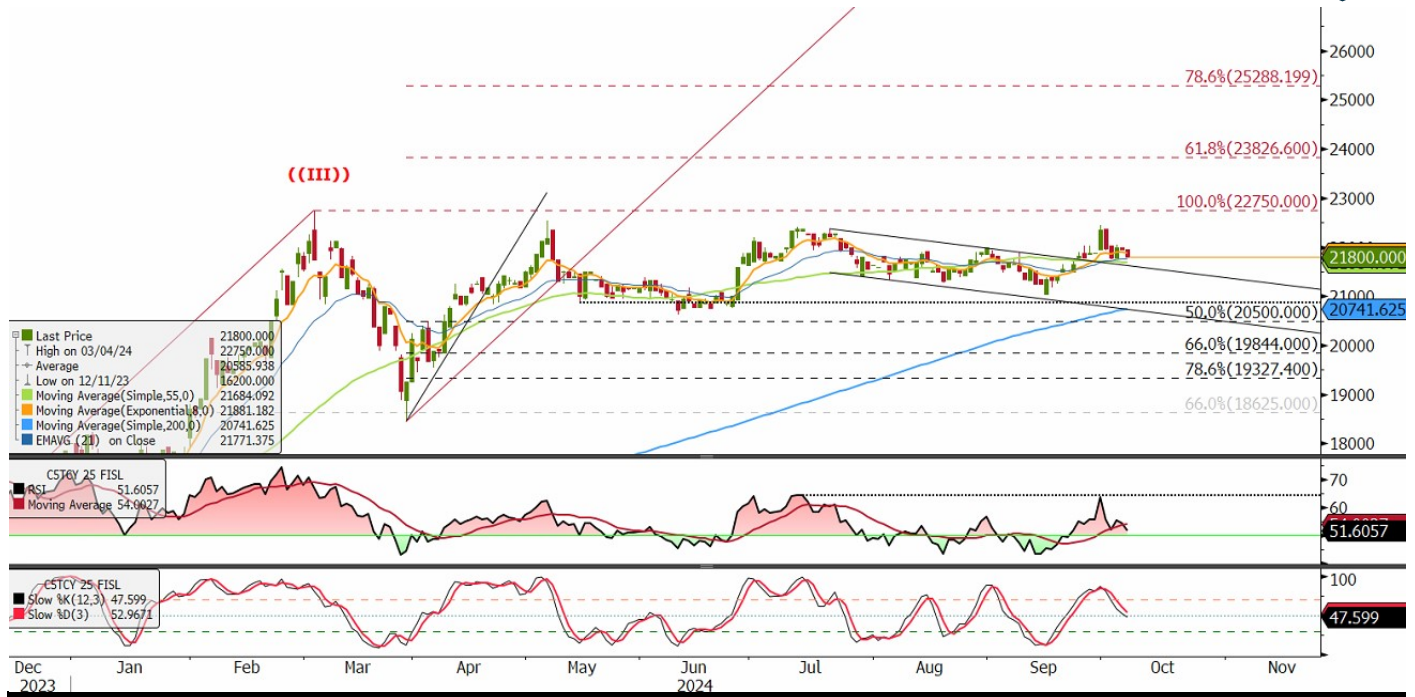 26000
78.6%(25288.199)
25000
61.8%(23826.600)
24000
((III))
23000
100.0%(22750.000)
21800.000
21000
20741.625
50.0%(20500.000)
20000
66.0%(19844.000)
78.6%(19327.400)
19000
66.0%(18625.000)
18000
Last Price 21800.000
High on 03/04/24 22750.000
Average 20585.938
Low on 12/11/23 16200.000
Moving Average(Simple,55,0) 21684.092
Moving Average(Exponential,8,0) 21881.182
Moving Average(Simple,200,0) 20741.625
EMAVG (21) on Close 21771.375
C5TCY 25 FISL
RSI 51.6057
Moving Average 54.0027
70
60
51.6057
C5TCY 25 FISL
Slow %K(12,3) 47.599
Slow %D(3) 52.9671
100
47.599
Dec Jan Feb Mar Apr May Jun Jul Aug Sep Oct Nov
2023 2024